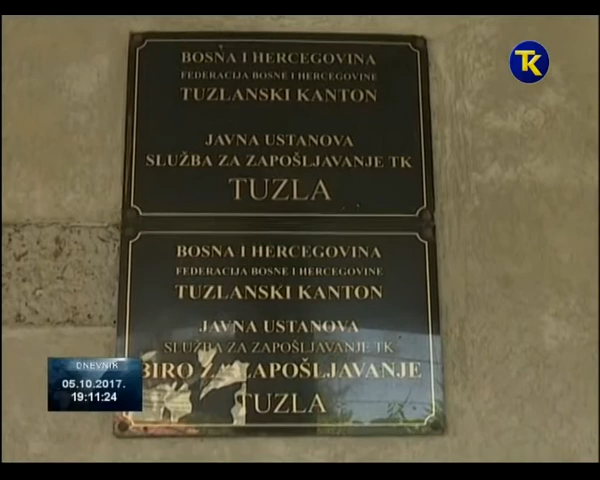 TK
BOSNA I HERCEGOVINA
FEDERACIJA BOSNE I HERCEGOVINE
TUZLANSKI KANTON
JAVNA USTANOVA
SLUŽBA ZA ZAPOŠLJAVANJE TK
TUZLA
BOSNA I HERCEGOVINA
FEDERACIJA BOSNE I HERCEGOVINE
TUZLANSKI KANTON
JAVNA USTANOVA
SLUŽBA ZA ZAPOŠLJAVANJE TK
BIRO ZA ZAPOŠLJAVANJE
TUZLA
DNEVNIK
05.10.2017.
19:11:24